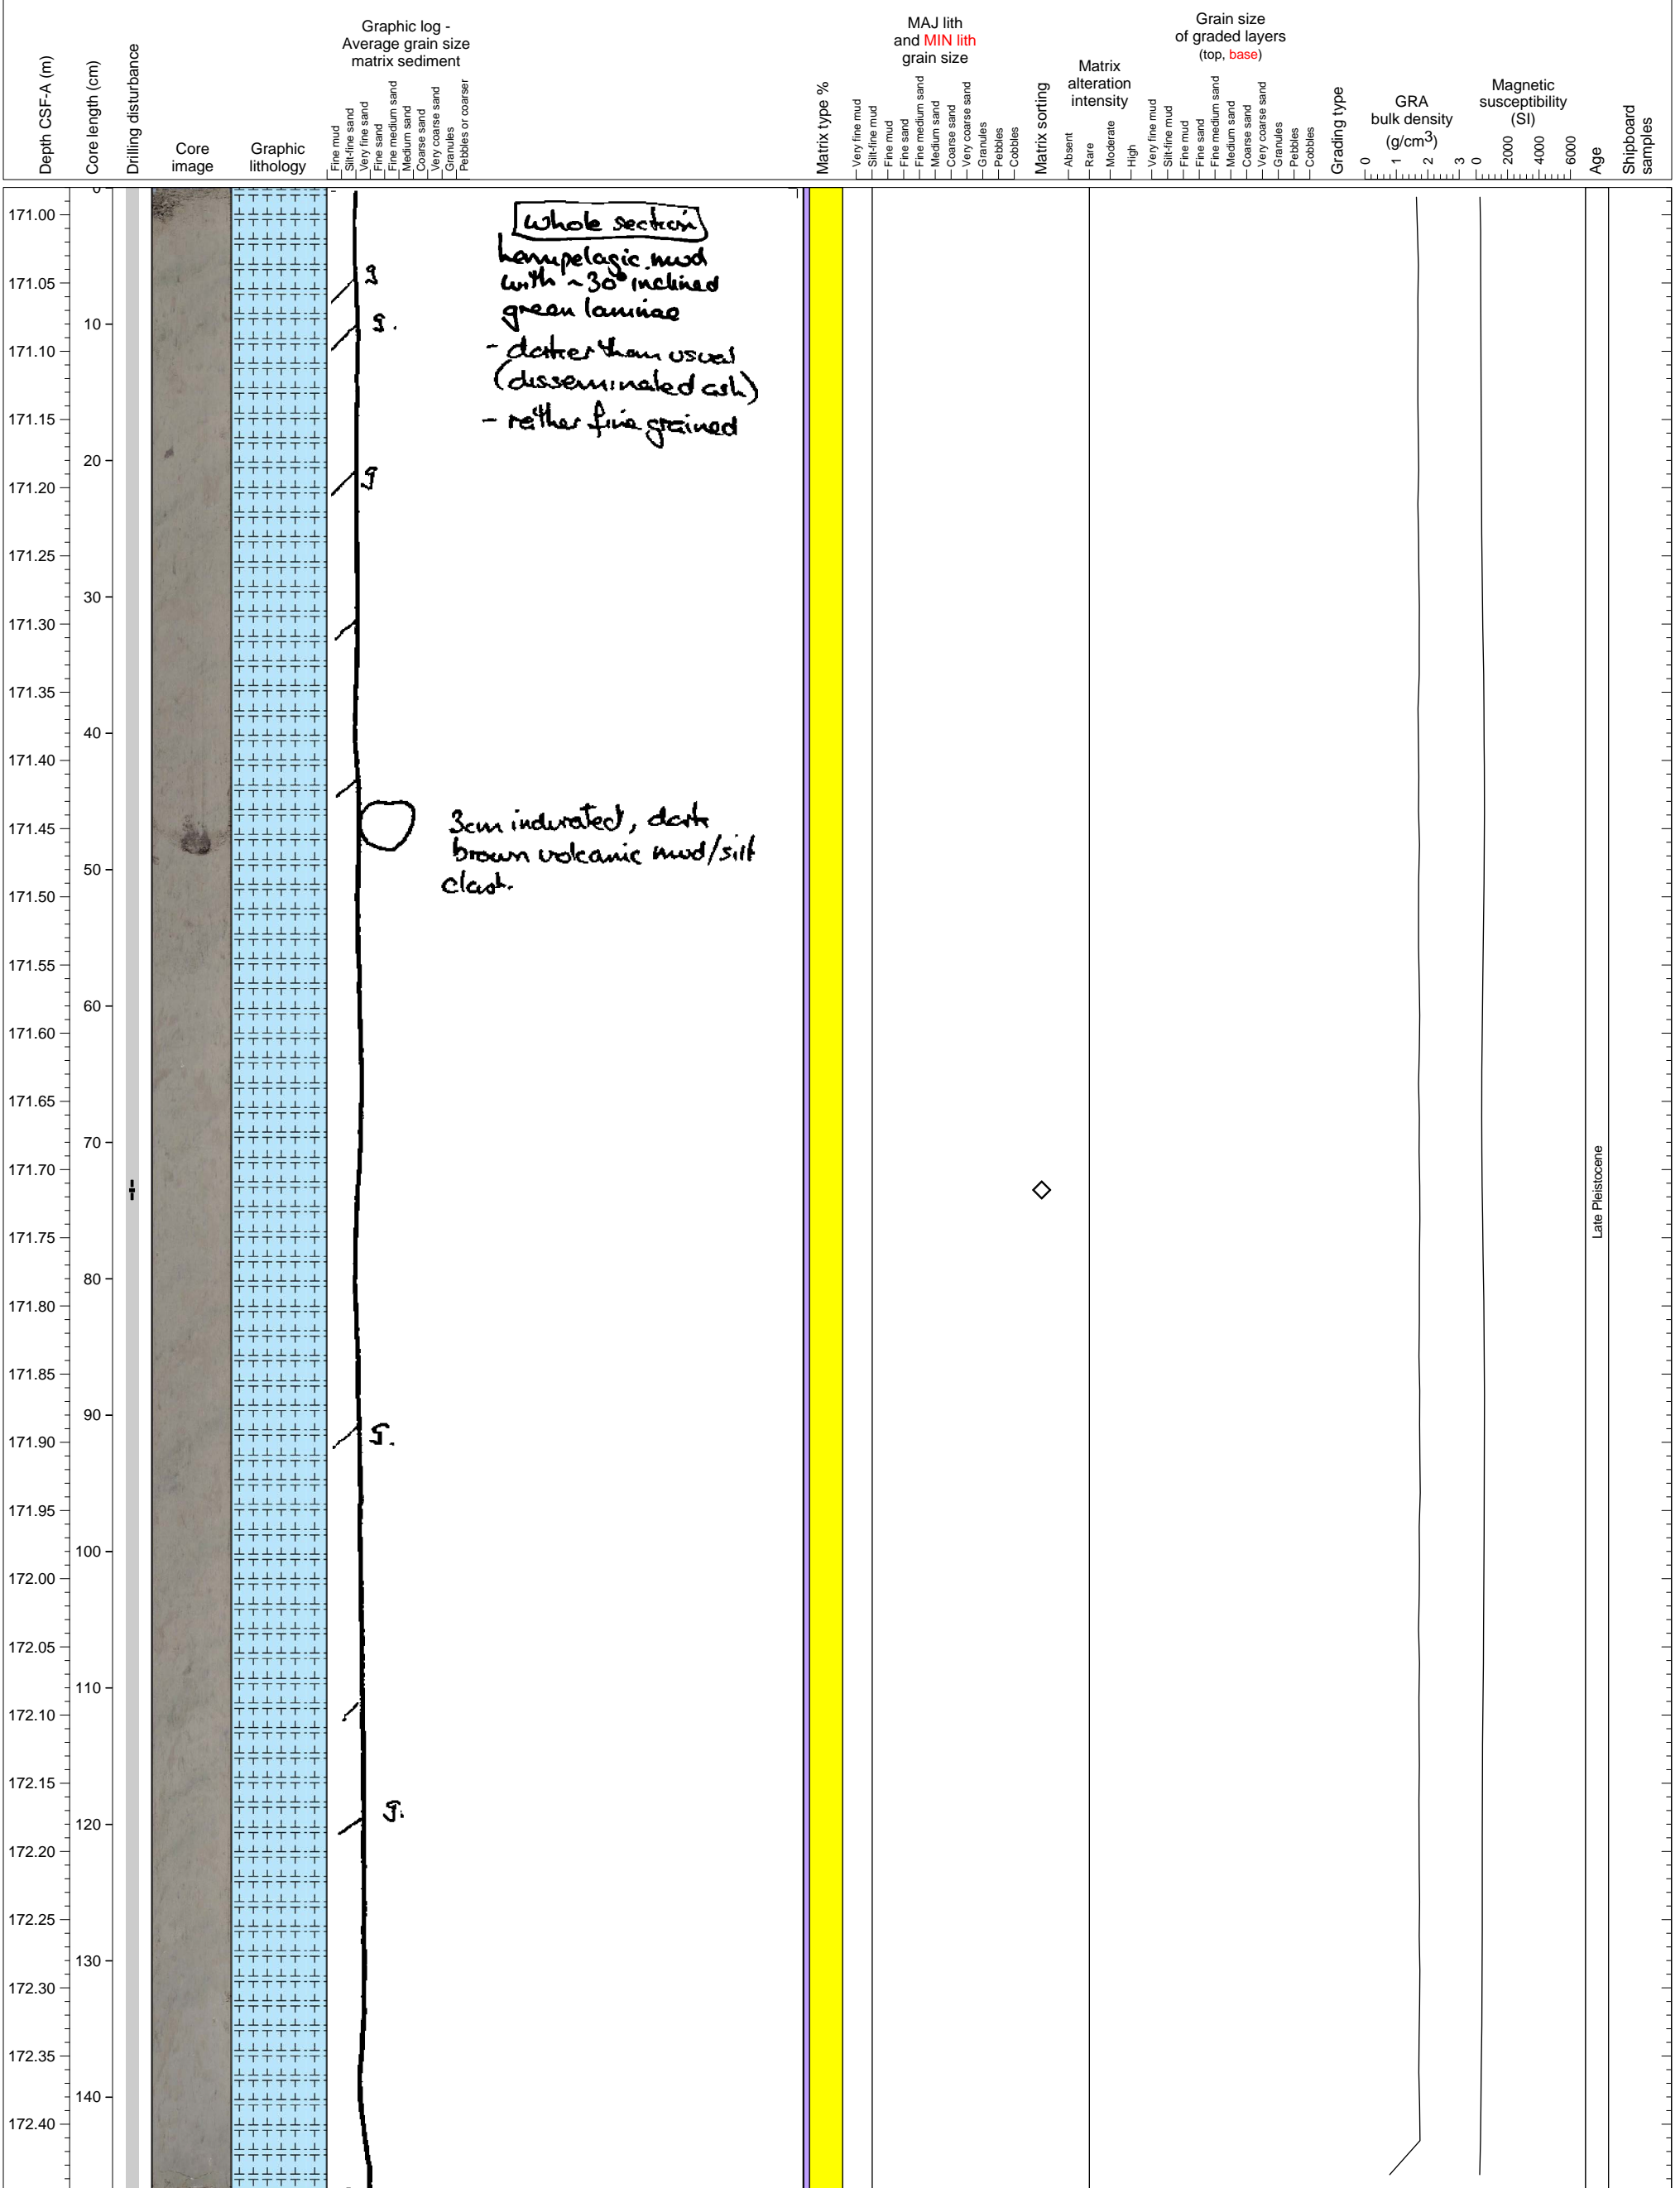 Depth CSF-A (m)
Core length (cm)
Drilling disturbance
Core
image
Graphic
lithology
Graphic log -
Average grain size
matrix sediment
Fine mud
Silt-fine sand
Very fine sand
Fine sand
Fine medium sand
Medium sand
Coarse sand
Very coarse sand
Granules
Pebbles or coarser
Matrix type %
MAJ lith
and MIN lith
grain size
Very fine mud
Silt-fine mud
Fine mud
Fine sand
Fine medium sand
Medium sand
Coarse sand
Very coarse sand
Granules
Pebbles
Cobbles
Matrix sorting
Matrix
alteration
intensity
Absent
Rare
Moderate
High
Grain size
of graded layers
(top, base)
Very fine mud
Silt-fine mud
Fine mud
Fine sand
Fine medium sand
Medium sand
Coarse sand
Very coarse sand
Granules
Pebbles
Cobbles
Grading type
GRA
bulk density
(g/cm3)
0
1
2
3
Magnetic
susceptibility
(SI)
0
2000
4000
6000
Age
Shipboard
samples
171.00
171.05
171.10
171.15
171.20
171.25
171.30
171.35
171.40
171.45
171.50
171.55
171.60
171.65
171.70
171.75
171.80
171.85
171.90
171.95
172.00
172.05
172.10
172.15
172.20
172.25
172.30
172.35
172.40
0
10
20
30
40
50
60
70
80
90
100
110
120
130
140
g
g.
g
g.
g.
whole section
hemipelagic mud
with ~30° inclined
green laminae
- darker than usual
(disseminated ash)
- rather fine grained
3cm indurated, dark
brown volcanic mud/silt
clast.
Late Pleistocene